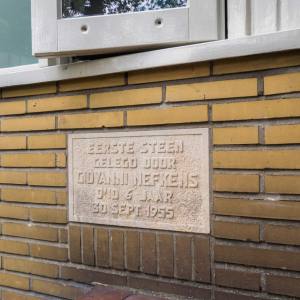 EERSTE STEEN
GELEGD DOOR
GIOVANNI NEFKENS
OUD 6 JAAR
30 SEPT. 1955